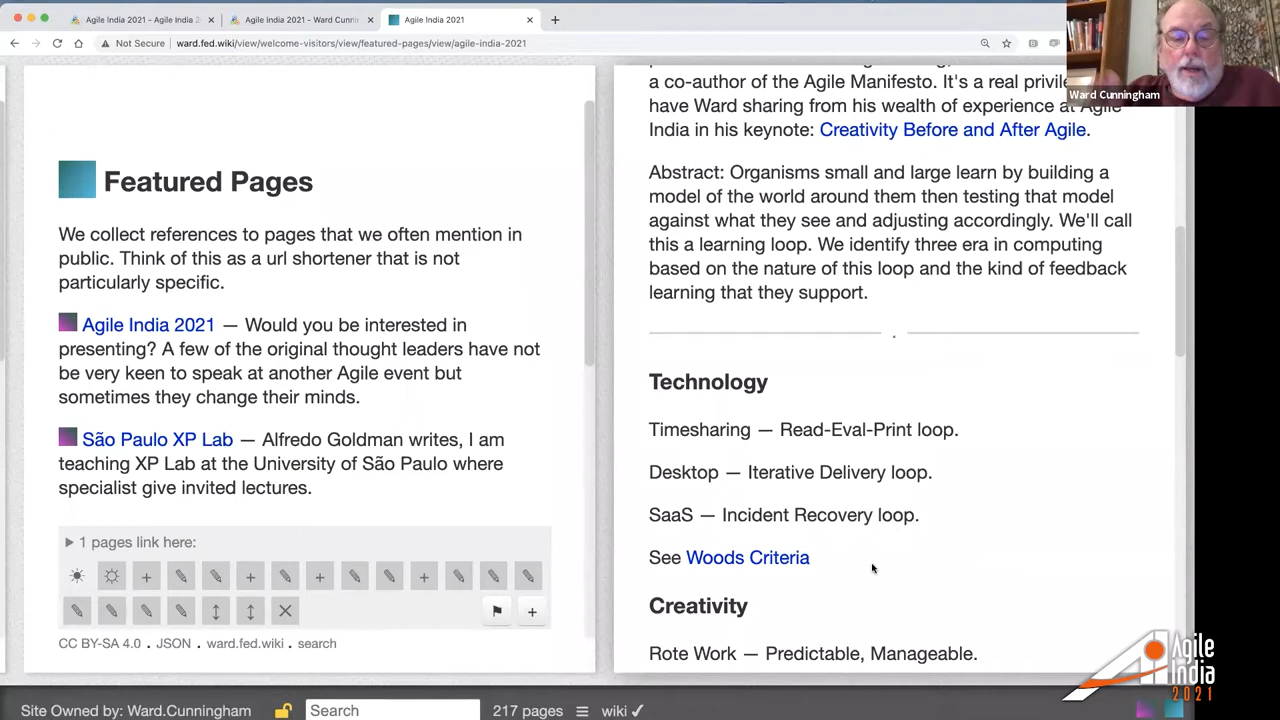 Agile India 2021 - Agile India 2
Agile India 2021 - Ward Cunnin
Agile India 2021
Not Secure
ward.fed.wiki/view/welcome-visitors/view/featured-pages/view/agile-india-2021
Ward Cunningham
Featured Pages
We collect references to pages that we often mention in
public. Think of this as a url shortener that is not
particularly specific.
Agile India 2021 — Would you be interested in
presenting? A few of the original thought leaders have not
be very keen to speak at another Agile event but
sometimes they change their minds.
São Paulo XP Lab — Alfredo Goldman writes, I am
teaching XP Lab at the University of São Paulo where
specialist give invited lectures.
1 pages link here:
CC BY-SA 4.0 . JSON . ward.fed.wiki . search
a co-author of the Agile Manifesto. It's a real
have Ward sharing from his wealth of experience at Agile
India in his keynote: Creativity Before and After Agile.
Abstract: Organisms small and large learn by building a
model of the world around them then testing that model
against what they see and adjusting accordingly. We'll call
this a learning loop. We identify three era in computing
based on the nature of this loop and the kind of feedback
learning that they support.
Technology
Timesharing — Read-Eval-Print loop.
Desktop — Iterative Delivery loop.
SaaS — Incident Recovery loop.
See Woods Criteria
Creativity
Rote Work — Predictable, Manageable.
Site Owned by: Ward.Cunningham
Search
217 pages
wiki ✓
Agile
India
2021